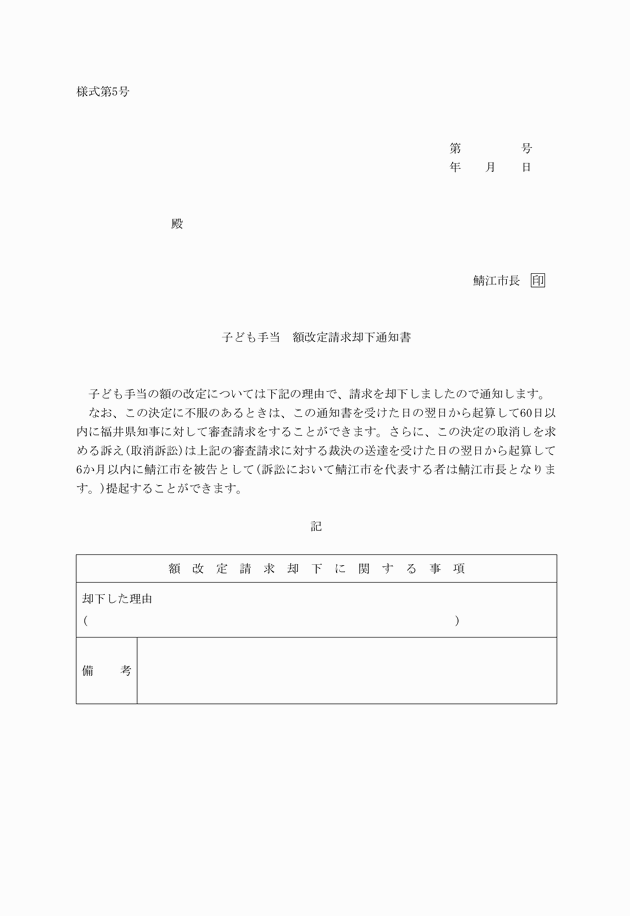 様式第5号
第　　　　　号
年　　月　　日
殿
鯖江市長　印
子ども手当　額改定請求却下通知書
子ども手当の額の改定については下記の理由で、請求を却下しましたので通知します。
なお、この決定に不服のあるときは、この通知書を受けた日の翌日から起算して60日以
内に福井県知事に対して審査請求をすることができます。さらに、この決定の取消しを求
める訴え(取消訴訟)は上記の審査請求に対する裁決の送達を受けた日の翌日から起算して
6か月以内に鯖江市を被告として(訴訟において鯖江市を代表する者は鯖江市長となりま
す。)提起することができます。
記
額改定請求却下に関する事項
却下した理由
(　　　　　　　　　　)
備　　考